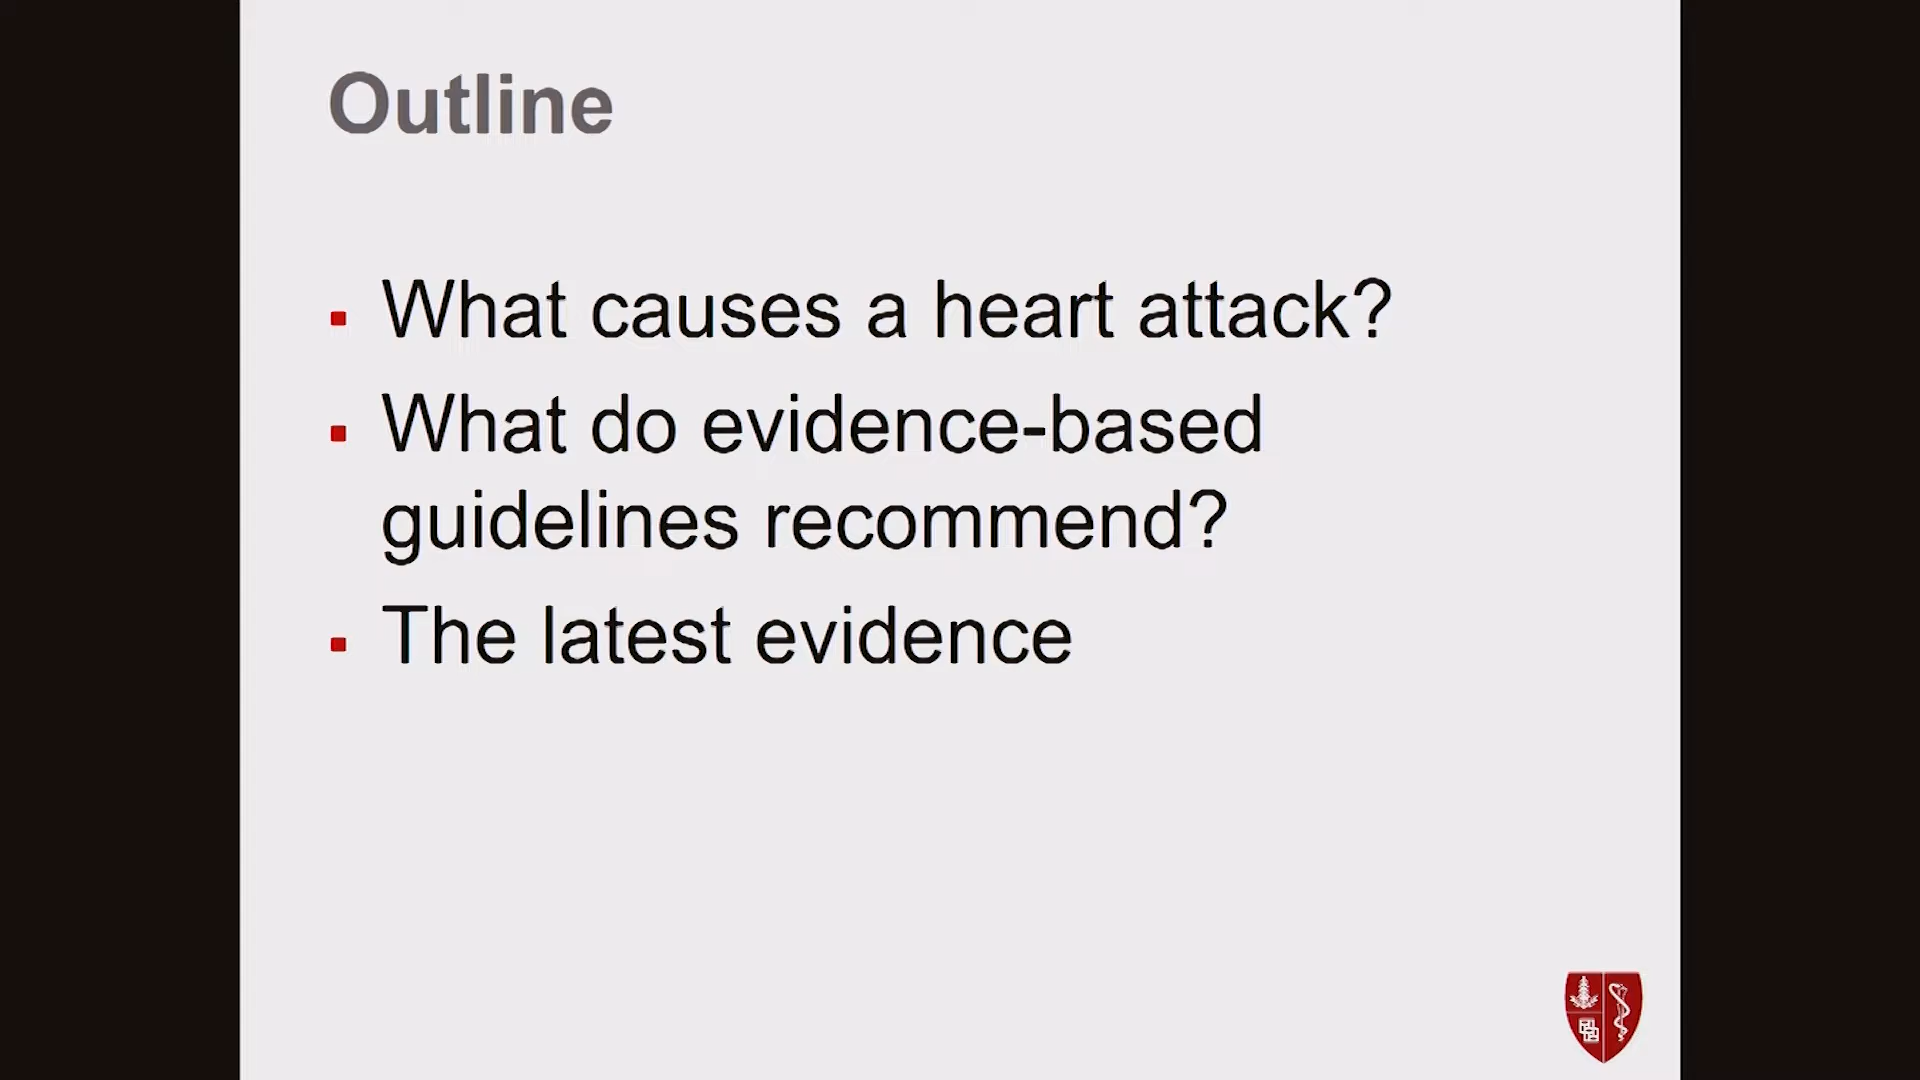 Outline
What causes a heart attack?
What do evidence-based
guidelines recommend?
The latest evidence